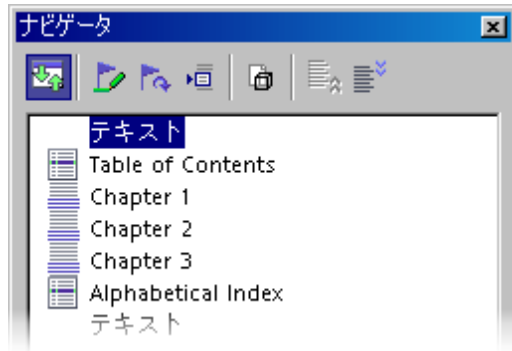 ナビゲータ
テキスト
Table of Contents
Chapter 1
Chapter 2
Chapter 3
Alphabetical Index
テキスト